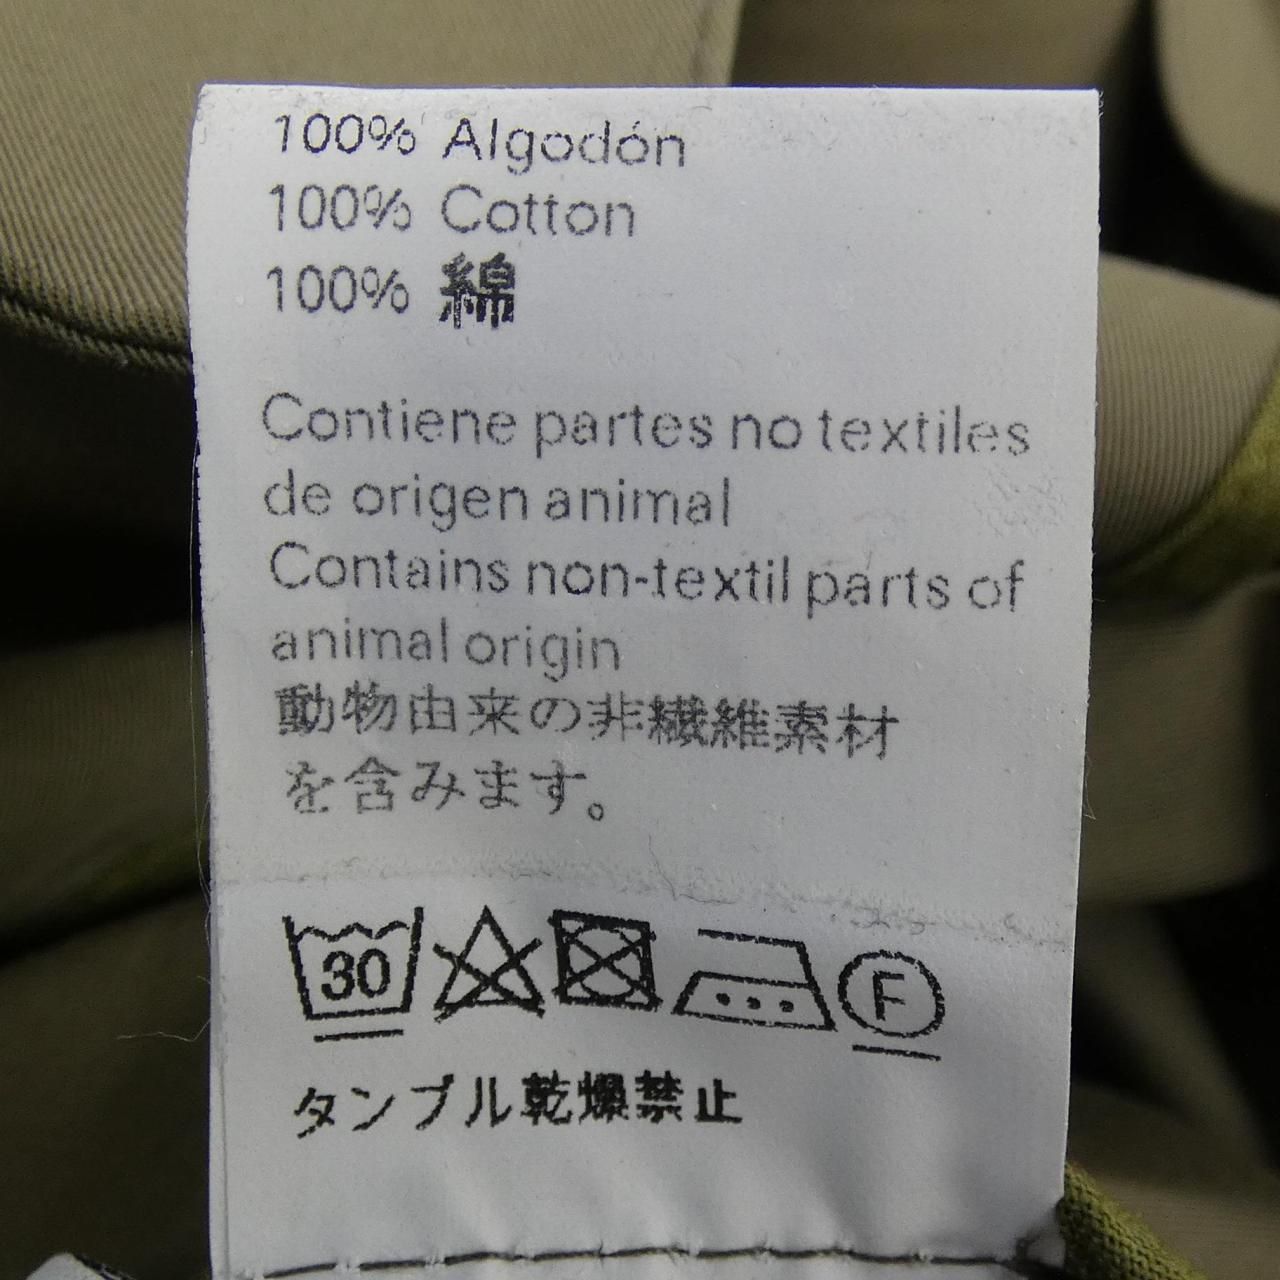 100% Algodón
100% Cotton
100% 綿
Contiene partes no textiles
de origen animal
Contains non-textil parts of
animal origin
動物由来の非繊維素材
を含みます。
30
F
タンブル乾燥禁止